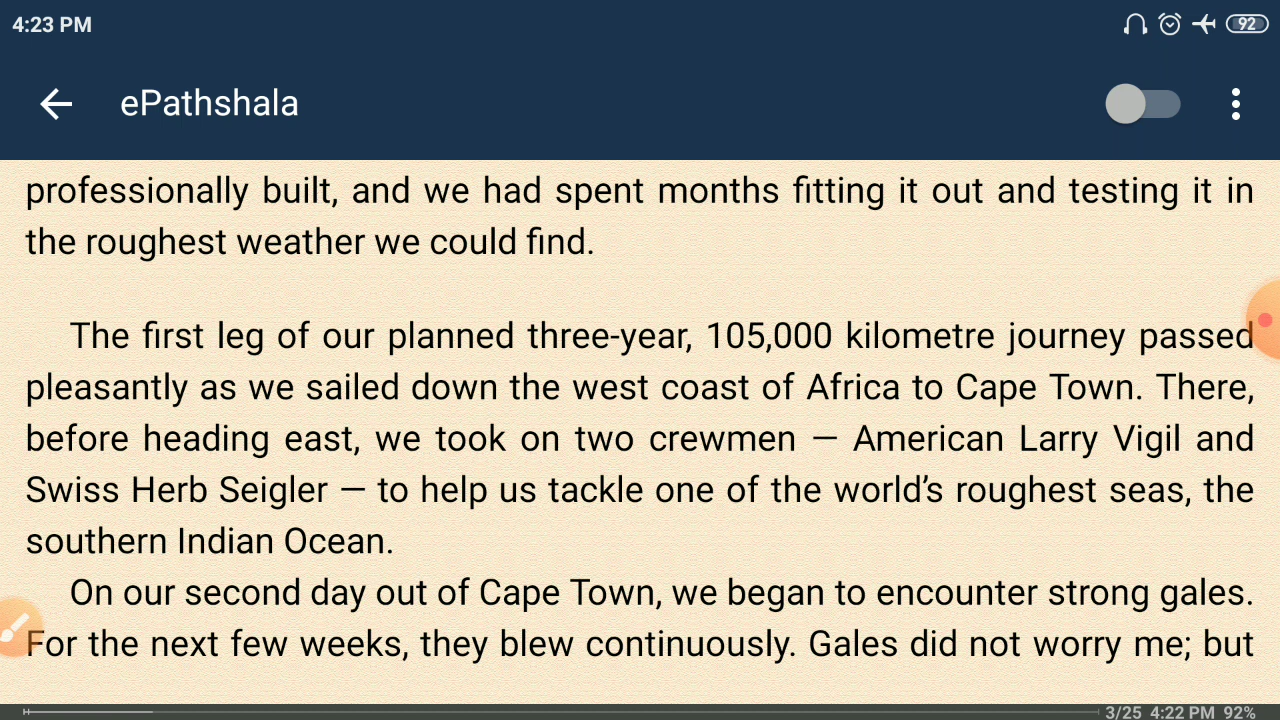 4:23 PM
92
ePathshala
professionally built, and we had spent months fitting it out and testing it in
the roughest weather we could find.
The first leg of our planned three-year, 105,000 kilometre journey passed
pleasantly as we sailed down the west coast of Africa to Cape Town. There,
before heading east, we took on two crewmen — American Larry Vigil and
Swiss Herb Seigler — to help us tackle one of the world’s roughest seas, the
southern Indian Ocean.
On our second day out of Cape Town, we began to encounter strong gales.
For the next few weeks, they blew continuously. Gales did not worry me; but
3/25 4:22 PM 92%